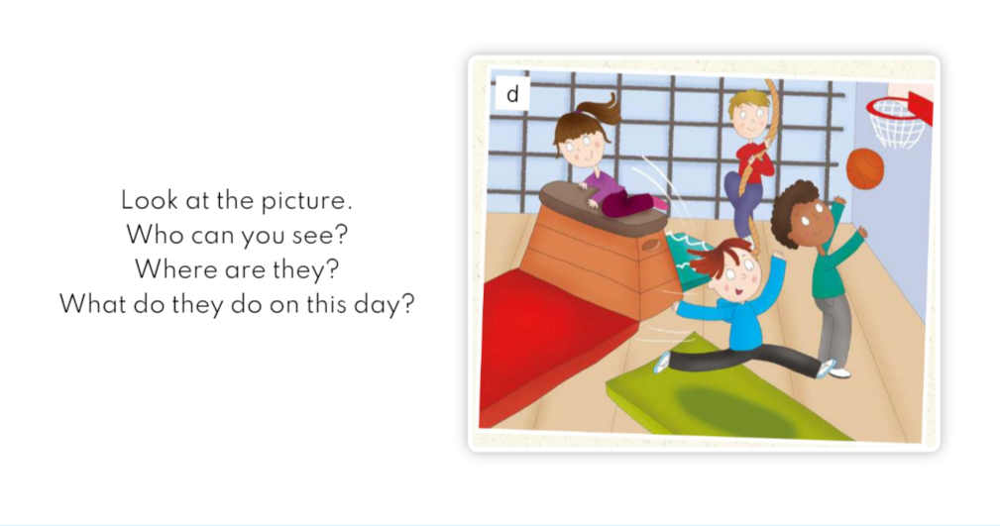 Look at the picture.
Who can you see?
Where are they?
What do they do on this day?
d